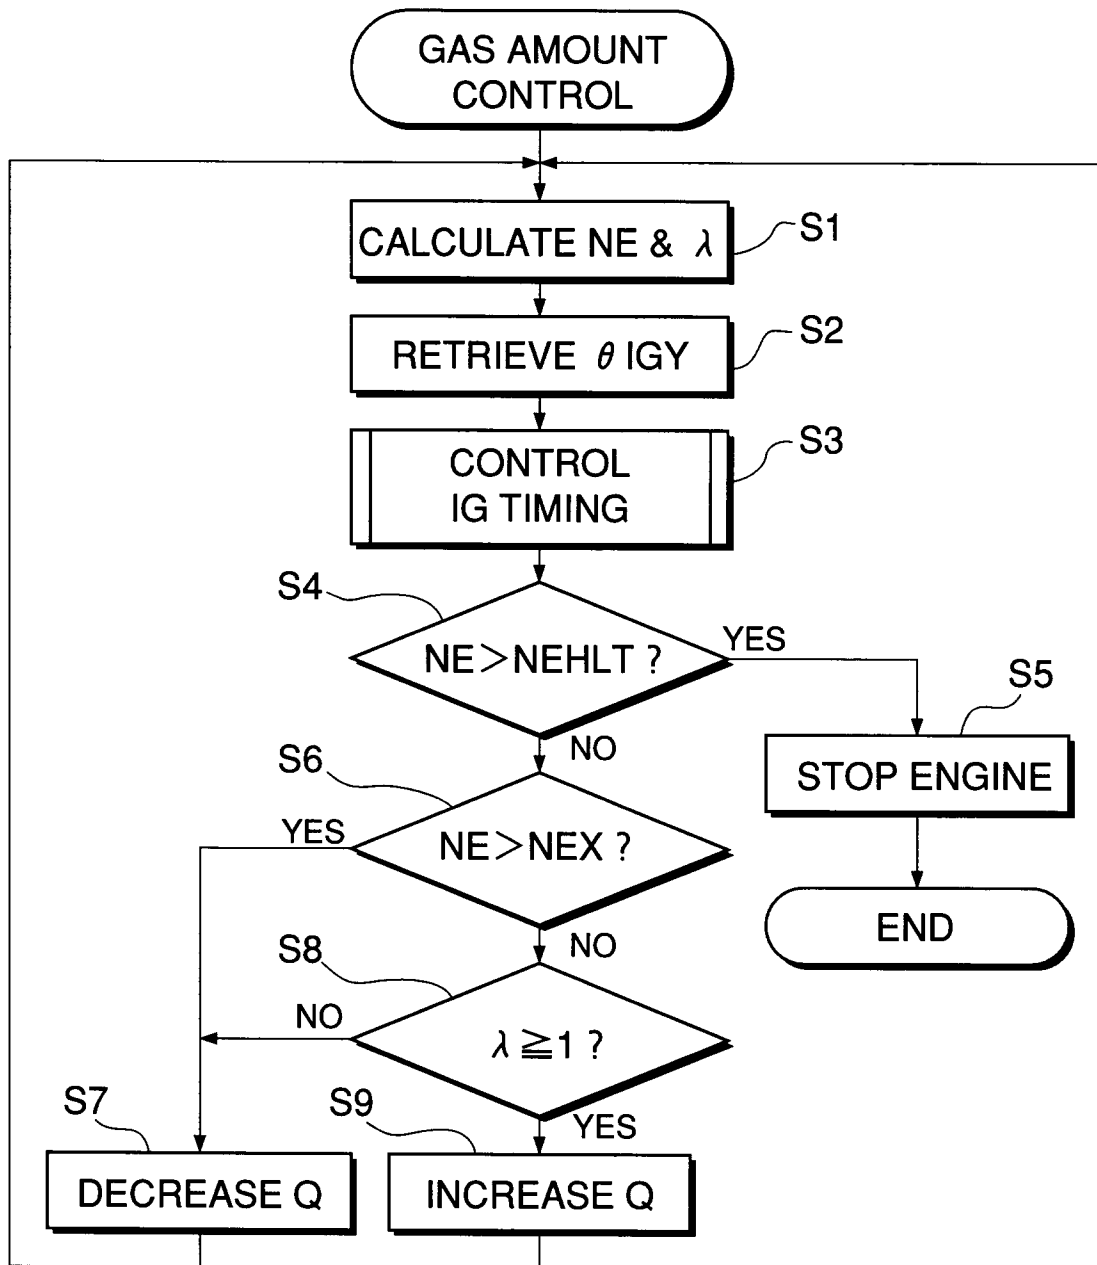 GAS AMOUNT
CONTROL
CALCULATE NE & λ
S1
RETRIEVE θ IGY
S2
CONTROL
IG TIMING
S3
S4
NE>NEHLT ?
YES
NO
S5
STOP ENGINE
END
S6
YES
NE>NEX ?
NO
S8
NO
λ≧1 ?
YES
S7
DECREASE Q
S9
INCREASE Q